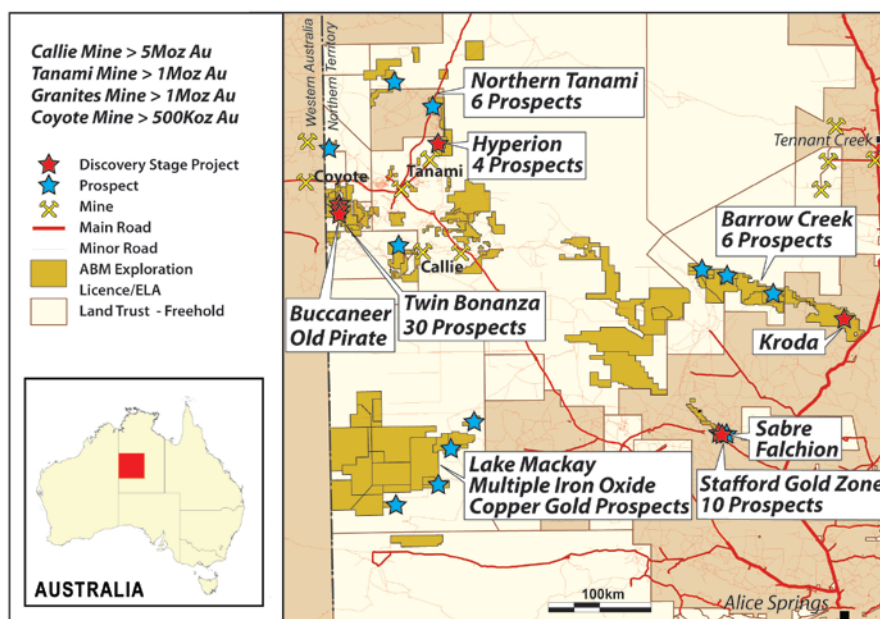 Callie Mine > 5Moz Au
Tanami Mine > 1Moz Au
Granites Mine > 1Moz Au
Coyote Mine > 500Koz Au
Discovery Stage Project
Prospect
Mine
Main Road
Minor Road
ABM Exploration
Licence/ELA
Land Trust - Freehold
AUSTRALIA
Western Australia
Northern Territory
Northern Tanami
6 Prospects
Hyperion
4 Prospects
Tennant Creek
Coyote
Tanami
Callie
Barrow Creek
6 Prospects
Buccaneer
Old Pirate
Twin Bonanza
30 Prospects
Kroda
Sabre
Falchion
Lake Mackay
Multiple Iron Oxide
Copper Gold Prospects
Stafford Gold Zone
10 Prospects
100km
Alice Springs